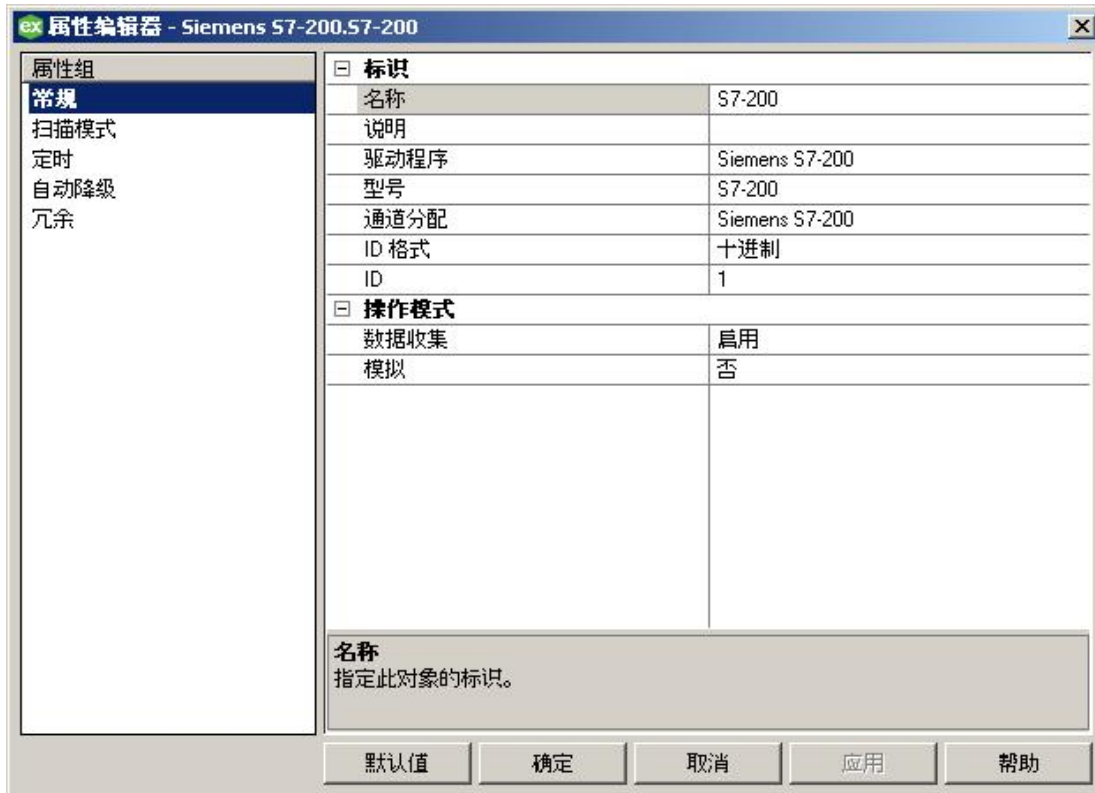 ex 属性编辑器 - Siemens S7-200.S7-200
属性组
常规
扫描模式
定时
自动降级
冗余
标识
名称 S7-200
说明
驱动程序 Siemens S7-200
型号 S7-200
通道分配 Siemens S7-200
ID 格式 十进制
ID 1
操作模式
数据收集 启用
模拟 否
名称
指定此对象的标识。
默认值 确定 取消 应用 帮助